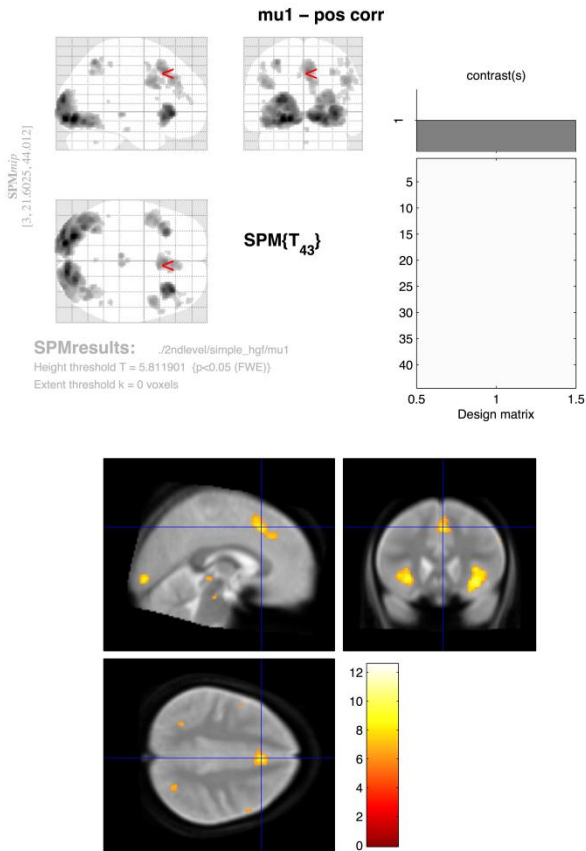 mu1 – pos corr
SPMmip
[3, 21.6025, 44.012]
SPM{T43}
contrast(s)
1
5
10
15
20
25
30
35
40
0.5
1
1.5
Design matrix
SPMresults:
./2ndlevel/simple_hgf/mu1
Height threshold T = 5.811901 {p<0.05 (FWE)}
Extent threshold k = 0 voxels
<
<
<
12
10
8
6
4
2
0